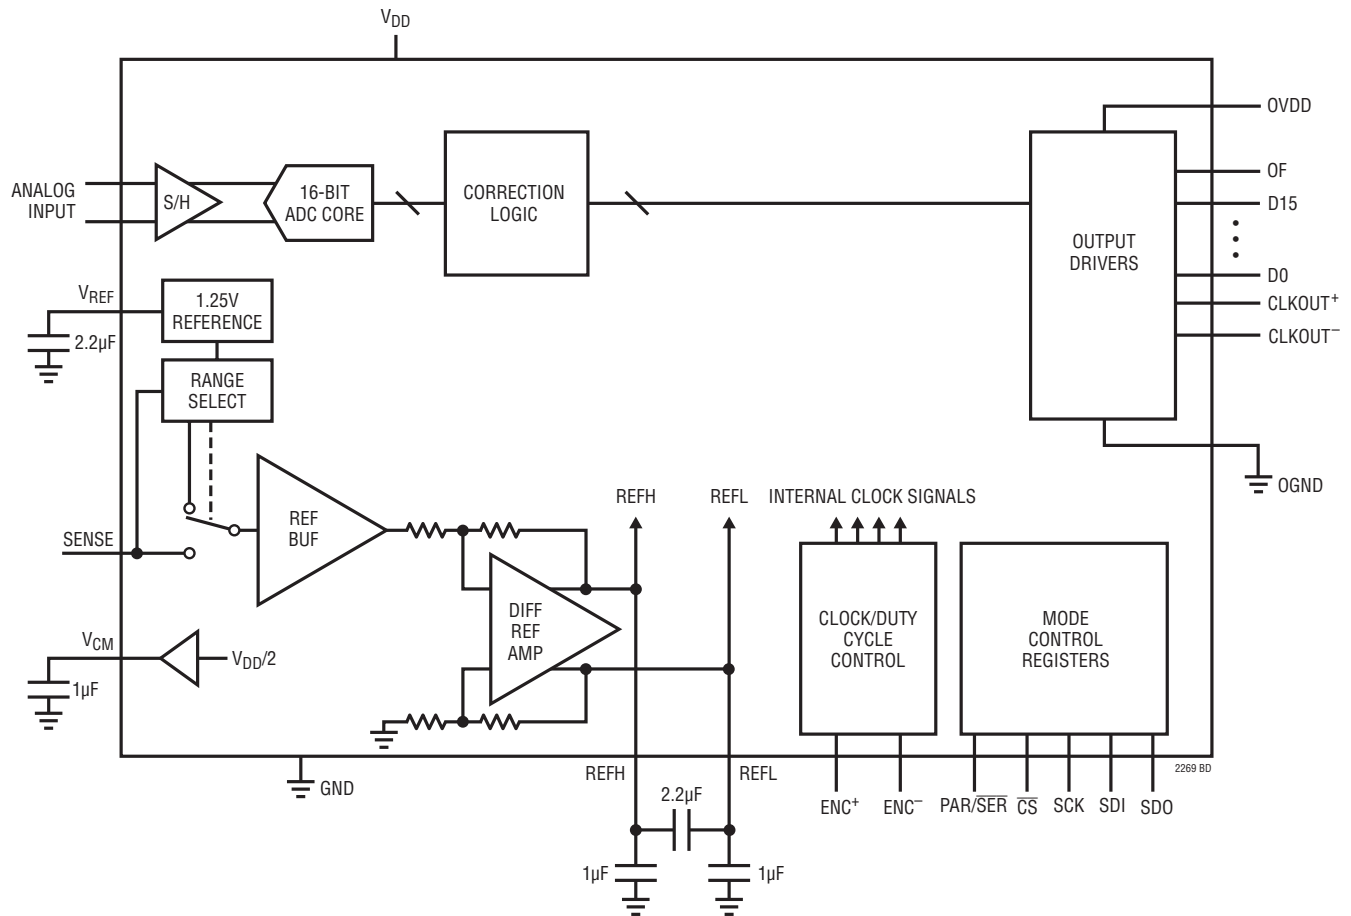 VDD
OVDD
OF
D15
D0
CLKOUT+
CLKOUT−
OGND
ANALOG
INPUT
S/H
16-BIT
ADC CORE
CORRECTION
LOGIC
OUTPUT
DRIVERS
VREF
2.2µF
1.25V
REFERENCE
RANGE
SELECT
SENSE
REF
BUF
REFH
REFL
INTERNAL CLOCK SIGNALS
DIFF
REF
AMP
CLOCK/DUTY
CYCLE
CONTROL
MODE
CONTROL
REGISTERS
VCM
VDD/2
1µF
GND
REFH
REFL
2.2µF
1µF
1µF
ENC+
ENC−
PAR/SER
CS
SCK
SDI
SDO
2269 BD